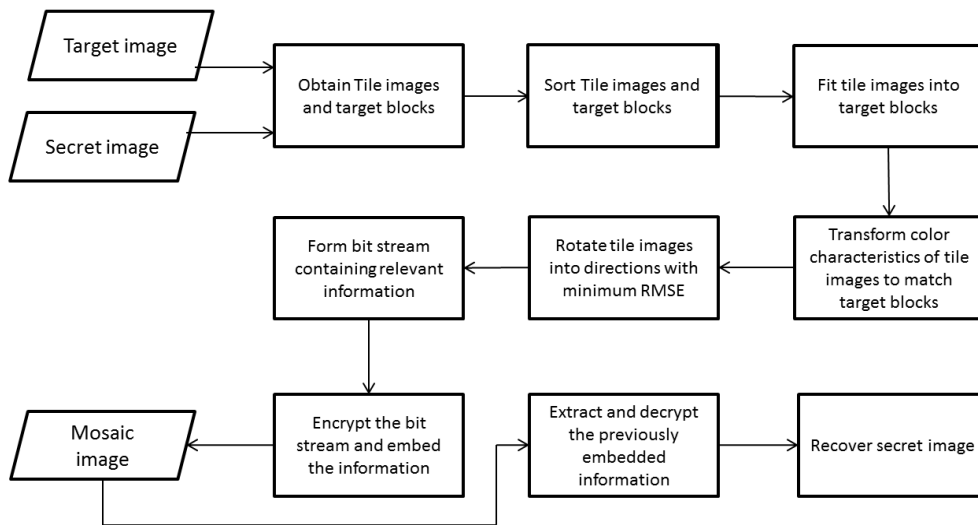 Target image
Secret image
Obtain Tile images
and target blocks
Sort Tile images and
target blocks
Fit tile images into
target blocks
Transform color
characteristics of tile
images to match
target blocks
Rotate tile images
into directions with
minimum RMSE
Form bit stream
containing relevant
information
Encrypt the bit
stream and embed
the information
Mosaic
image
Extract and decrypt
the previously
embedded
information
Recover secret image